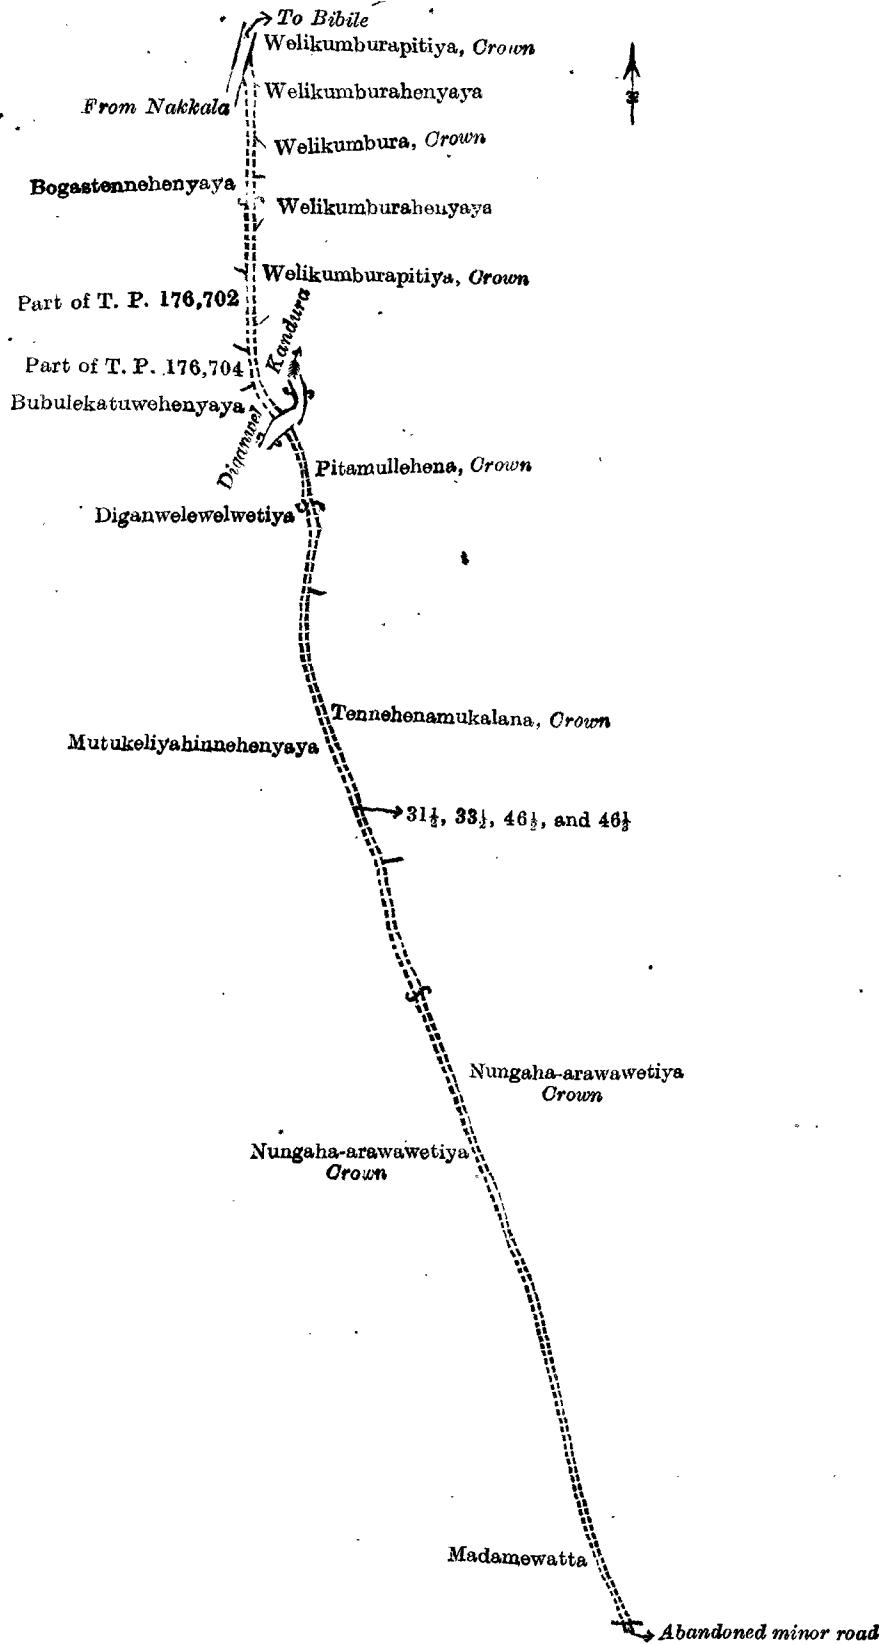 To Bibile
Welikumburapitiya, Crown
Welikumburahenyaya
From Nakkala
Welikumbura, Crown
Bogastennehenyaya
Welikumburahenyaya
Welikumburapitiya, Crown
Part of T. P. 176,702
Kandura
Part of T. P. 176,704
Bubulekatuwehenyaya
Diganwel
Pitamullehena, Crown
Diganwelewelwetiya
Tennehenamukalana, Crown
Mutukeliyahinnehenyaya
31½, 33½, 46½, and 46⅓
Nungaha-arawawetiya
Crown
Nungaha-arawawetiya
Crown
Madamewatta
Abandoned minor road